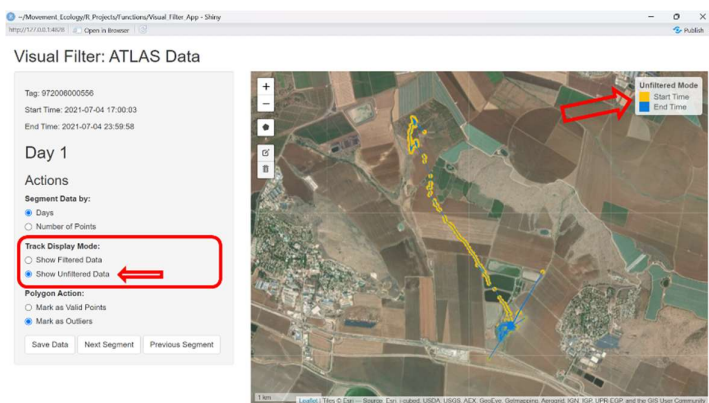 ~/Movement_Ecology/R_Projects/Functions/Visual_Filter_App - Shiny
http://127.0.0.1:4828 Open in Browser Publish
Visual Filter: ATLAS Data
Tag: 972006000556
Start Time: 2021-07-04 17:00:03
End Time: 2021-07-04 23:59:58
Day 1
Actions
Segment Data by:
Days
Number of Points
Track Display Mode:
Show Filtered Data
Show Unfiltered Data
Polygon Action:
Mark as Valid Points
Mark as Outliers
Save Data Next Segment Previous Segment
+
−
Unfiltered Mode
Start Time
End Time
1 km
Leaflet | Tiles © Esri — Source: Esri, i-cubed, USDA, USGS, AEX, GeoEye, Getmapping, Aerogrid, IGN, IGP, UPR-EGP, and the GIS User Community